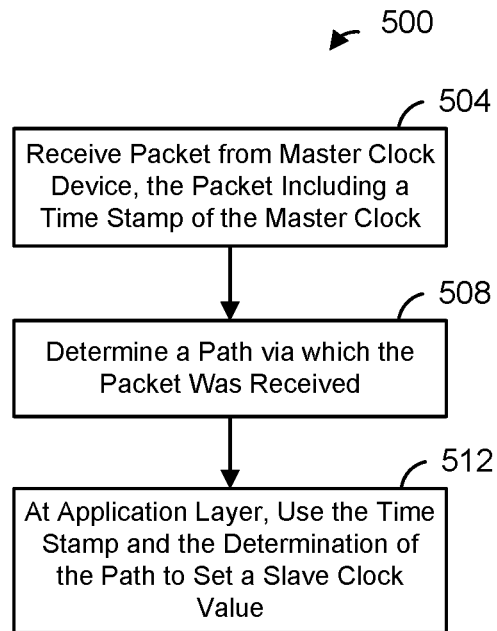 500
504
Receive Packet from Master Clock
Device, the Packet Including a
Time Stamp of the Master Clock
508
Determine a Path via which the
Packet Was Received
512
At Application Layer, Use the Time
Stamp and the Determination of
the Path to Set a Slave Clock
Value